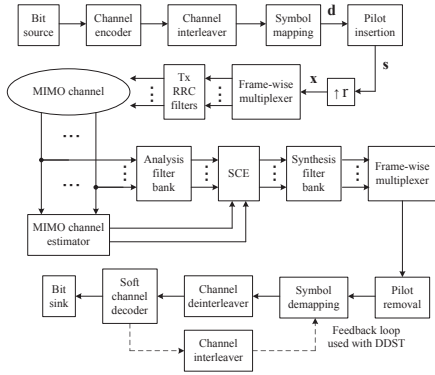 Bit source
Channel encoder
Channel interleaver
Symbol mapping
d
Pilot insertion
s
MIMO channel
Tx RRC filters
Frame-wise multiplexer
x
↑ r
...
...
Analysis filter bank
SCE
Synthesis filter bank
Frame-wise multiplexer
MIMO channel estimator
Bit sink
Soft channel decoder
Channel deinterleaver
Symbol demapping
Pilot removal
Channel interleaver
Feedback loop
used with DDST